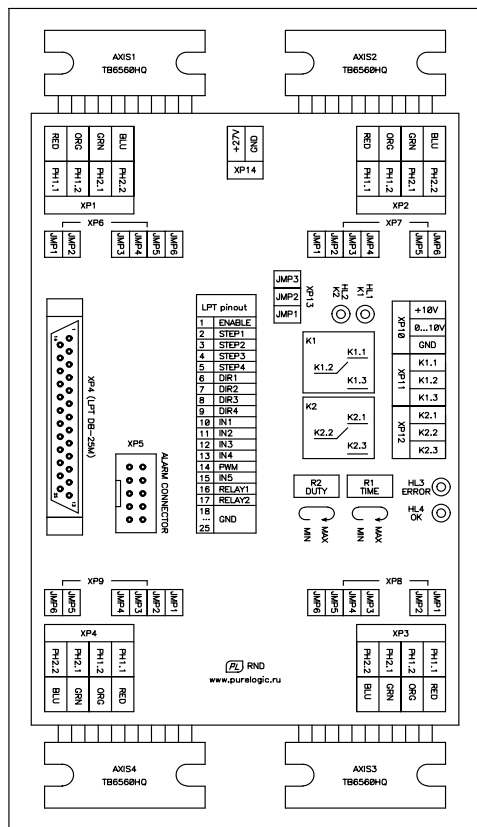 AXIS1
TB6560HQ
AXIS2
TB6560HQ
RED
ORG
GRN
BLU
PH1.1
PH1.2
PH2.1
PH2.2
XP1
+27V
GND
XP14
RED
ORG
GRN
BLU
PH1.1
PH1.2
PH2.1
PH2.2
XP2
XP6
JMP1
JMP2
JMP3
JMP4
JMP5
JMP6
XP7
JMP1
JMP2
JMP3
JMP4
JMP5
JMP6
JMP3
JMP2
JMP1
XP13
HL2
K2
HL1
K1
LPT pinout
1 ENABLE
2 STEP1
3 STEP2
4 STEP3
5 STEP4
6 DIR1
7 DIR2
8 DIR3
9 DIR4
10 IN1
11 IN2
12 IN3
13 IN4
14 PWM
15 IN5
16 RELAY1
17 RELAY2
18 ... 25 GND
XP10
+10V
0...10V
GND
K1
K1.1
K1.2
K1.3
XP11
K1.1
K1.2
K1.3
K2
K2.1
K2.2
K2.3
XP12
K2.1
K2.2
K2.3
1
14
25
13
XP4 (LPT DB-25M)
XP5
ALARM CONNECTOR
R2
DUTY
R1
TIME
HL3
ERROR
HL4
OK
MIN
MAX
MIN
MAX
XP9
JMP6
JMP5
JMP4
JMP3
JMP2
JMP1
XP8
JMP6
JMP5
JMP4
JMP3
JMP2
JMP1
XP4
PH2.2
PH2.1
PH1.2
PH1.1
BLU
GRN
ORG
RED
PL RND
www.purelogic.ru
XP3
PH2.2
PH2.1
PH1.2
PH1.1
BLU
GRN
ORG
RED
AXIS4
TB6560HQ
AXIS3
TB6560HQ